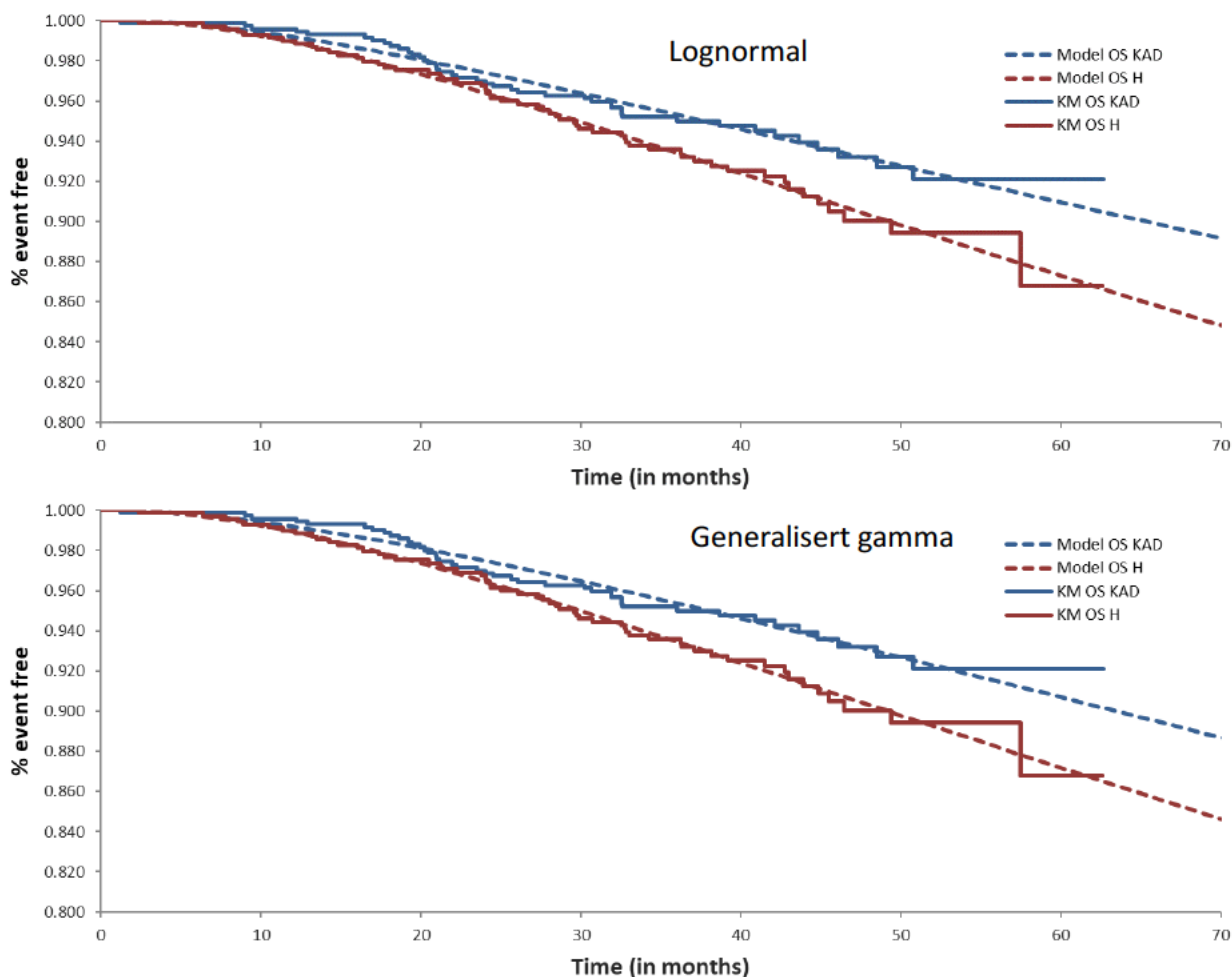 Lognormal
% event free
1.000
0.980
0.960
0.940
0.920
0.900
0.880
0.860
0.840
0.820
0.800
Model OS KAD
Model OS H
KM OS KAD
KM OS H
0 10 20 30 40 50 60 70
Time (in months)
Generalisert gamma
% event free
1.000
0.980
0.960
0.940
0.920
0.900
0.880
0.860
0.840
0.820
0.800
Model OS KAD
Model OS H
KM OS KAD
KM OS H
0 10 20 30 40 50 60 70
Time (in months)